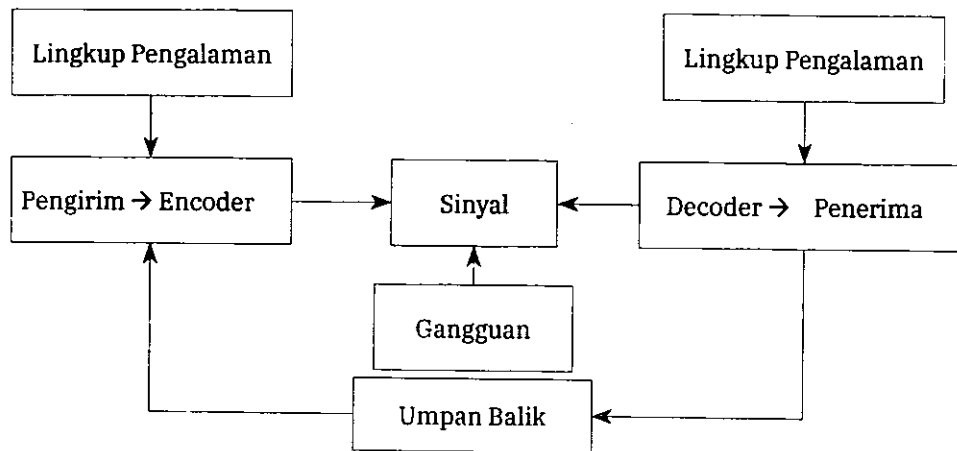 Lingkup Pengalaman
Lingkup Pengalaman
Pengirim → Encoder
Sinyal
Decoder → Penerima
Gangguan
Umpan Balik